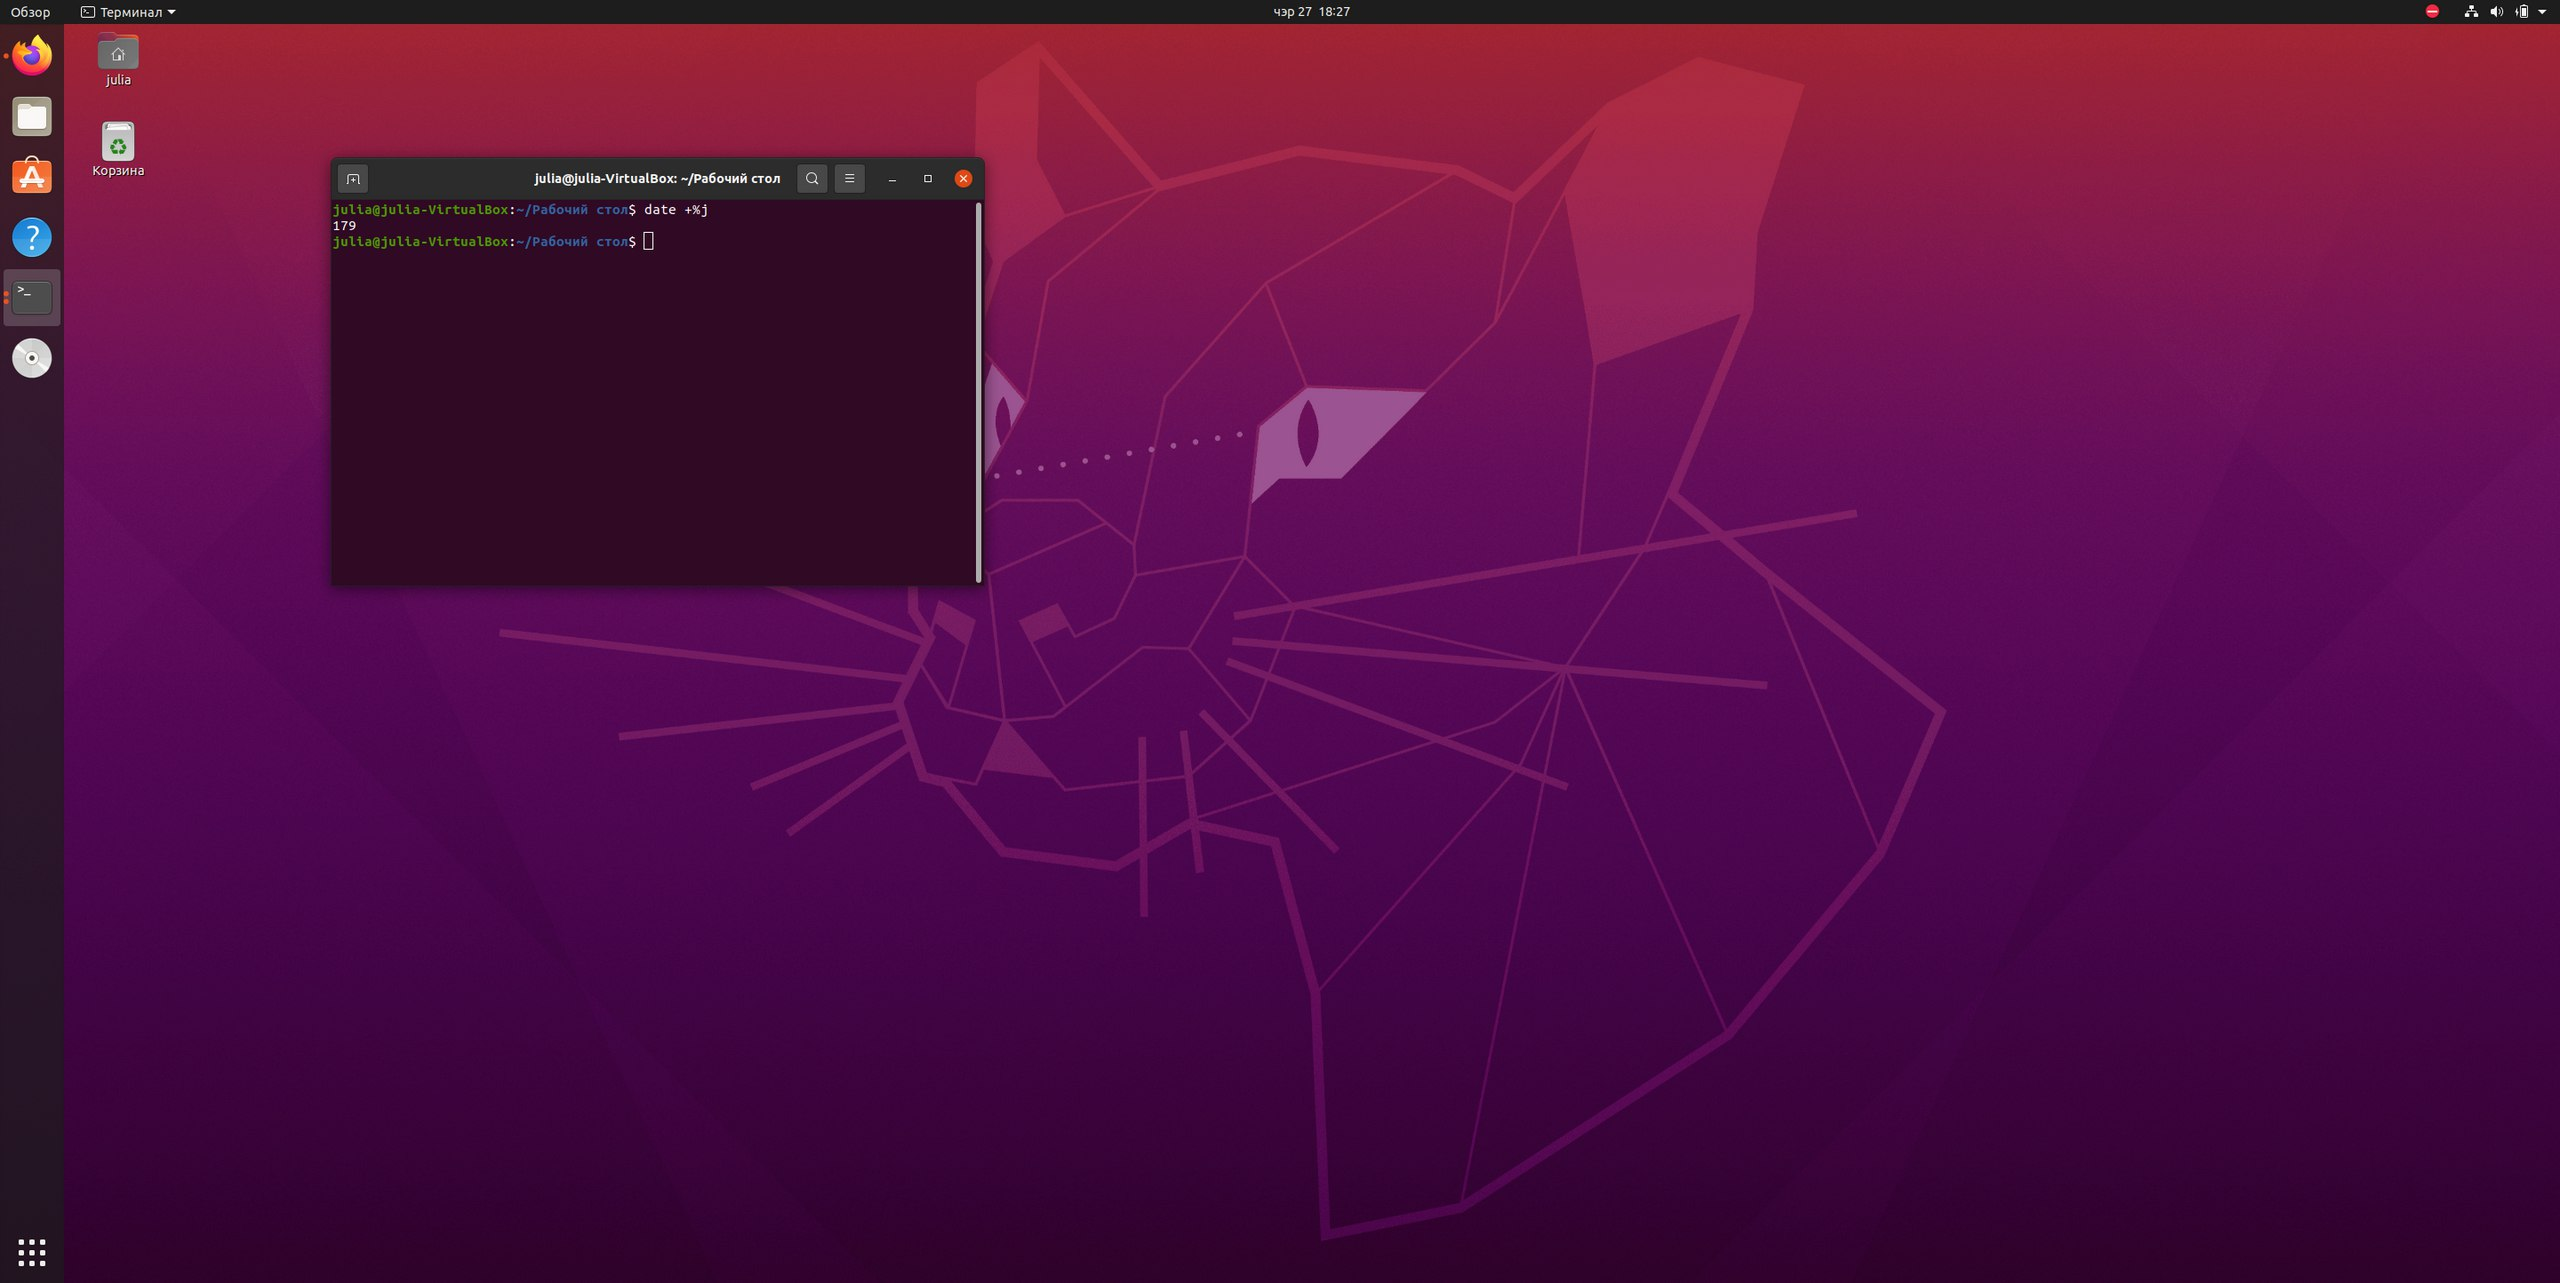 Обзор
Терминал
чэр 27 18:27
julia
Корзина
julia@julia-VirtualBox: ~/Рабочий стол
julia@julia-VirtualBox:~/Рабочий стол$ date +%j
179
julia@julia-VirtualBox:~/Рабочий стол$